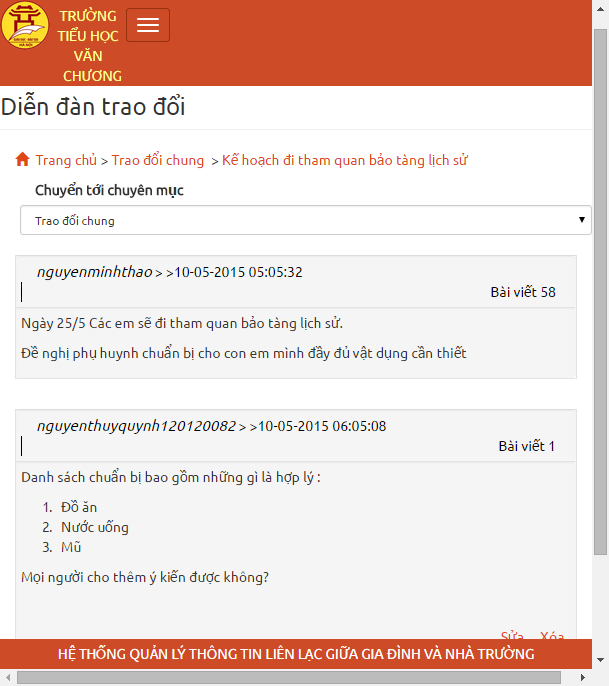 TRƯỜNG
TIỂU HỌC
VĂN
CHƯƠNG
Diễn đàn trao đổi
Trang chủ > Trao đổi chung > Kế hoạch đi tham quan bảo tàng lịch sử
Chuyển tới chuyên mục
Trao đổi chung
nguyenminhthao > >10-05-2015 05:05:32
Bài viết 58
Ngày 25/5 Các em sẽ đi tham quan bảo tàng lịch sử.
Đề nghị phụ huynh chuẩn bị cho con em mình đầy đủ vật dụng cần thiết
nguyenthuyquynh120120082 > >10-05-2015 06:05:08
Bài viết 1
Danh sách chuẩn bị bao gồm những gì là hợp lý :
1. Đồ ăn
2. Nước uống
3. Mũ
Mọi người cho thêm ý kiến được không?
Sửa Xóa
HỆ THỐNG QUẢN LÝ THÔNG TIN LIÊN LẠC GIỮA GIA ĐÌNH VÀ NHÀ TRƯỜNG